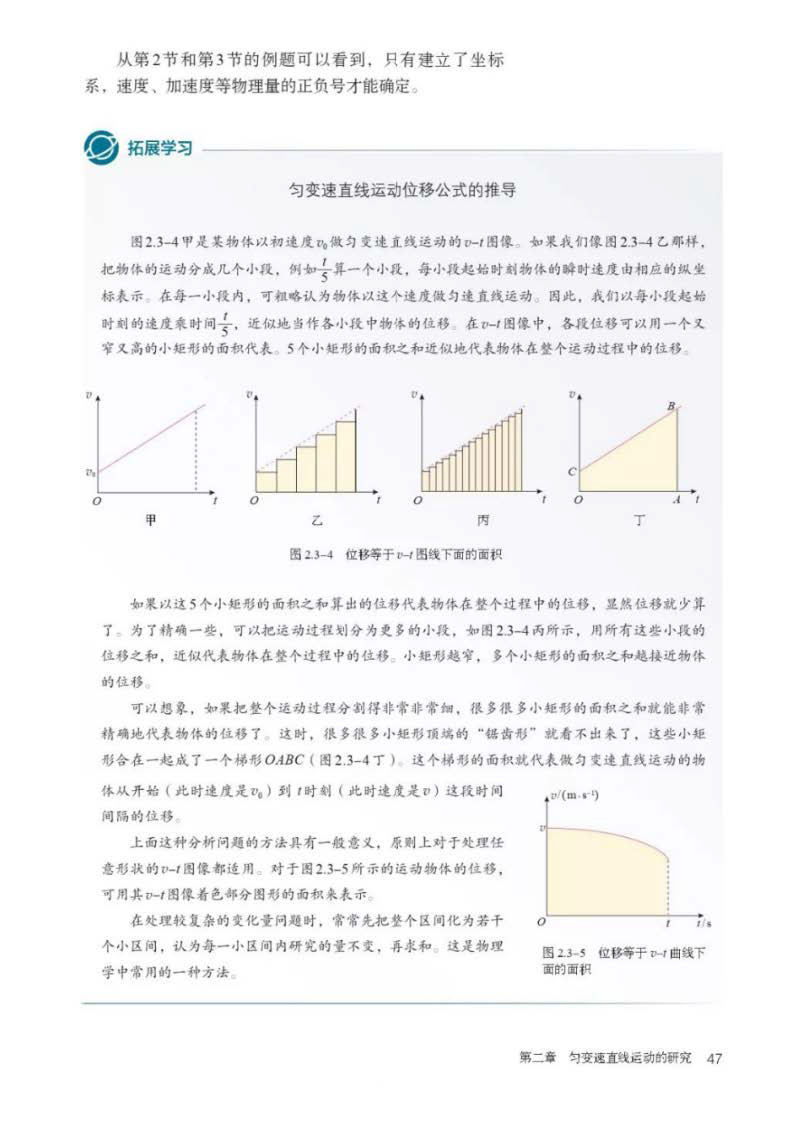 从第2节和第3节的例题可以看到，只有建立了坐标
系，速度、加速度等物理量的正负号才能确定。
拓展学习
匀变速直线运动位移公式的推导
图2.3-4甲是某物体以初速度v₀做匀变速直线运动的v-t图像。如果我们像图2.3-4乙那样，
把物体的运动分成几个小段，例如t/5算一个小段，每小段起始时刻物体的瞬时速度由相应的纵坐
标表示。在每一小段内，可粗略认为物体以这个速度做匀速直线运动。因此，我们以每小段起始
时刻的速度乘时间t/5，近似地当作各小段中物体的位移。在v-t图像中，各段位移可以用一个又
窄又高的小矩形的面积代表。5个小矩形的面积之和近似地代表物体在整个运动过程中的位移。
v
v₀
O
t
甲
v
O
t
乙
v
O
t
丙
v
B
C
O
A
t
丁
图 2.3-4 位移等于v-t图线下面的面积
如果以这5个小矩形的面积之和算出的位移代表物体在整个过程中的位移，显然位移就少算
了。为了精确一些，可以把运动过程划分为更多的小段，如图2.3-4丙所示，用所有这些小段的
位移之和，近似代表物体在整个过程中的位移。小矩形越窄，多个小矩形的面积之和越接近物体
的位移。
可以想象，如果把整个运动过程分割得非常非常细，很多很多小矩形的面积之和就能非常
精确地代表物体的位移了。这时，很多很多小矩形顶端的“锯齿形”就看不出来了，这些小矩
形合在一起成了一个梯形OABC（图2.3-4丁）。这个梯形的面积就代表做匀变速直线运动的物
体从开始（此时速度是v₀）到t时刻（此时速度是v）这段时间
间隔的位移。
上面这种分析问题的方法具有一般意义，原则上对于处理任
意形状的v-t图像都适用。对于图2.3-5所示的运动物体的位移，
可用其v-t图像着色部分图形的面积来表示。
在处理较复杂的变化量问题时，常常先把整个区间化为若干
个小区间，认为每一小区间内研究的量不变，再求和。这是物理
学中常用的一种方法。
v/(m·s⁻¹)
v
O
t
t/s
图 2.3-5 位移等于v-t曲线下
面的面积
第二章 匀变速直线运动的研究 47